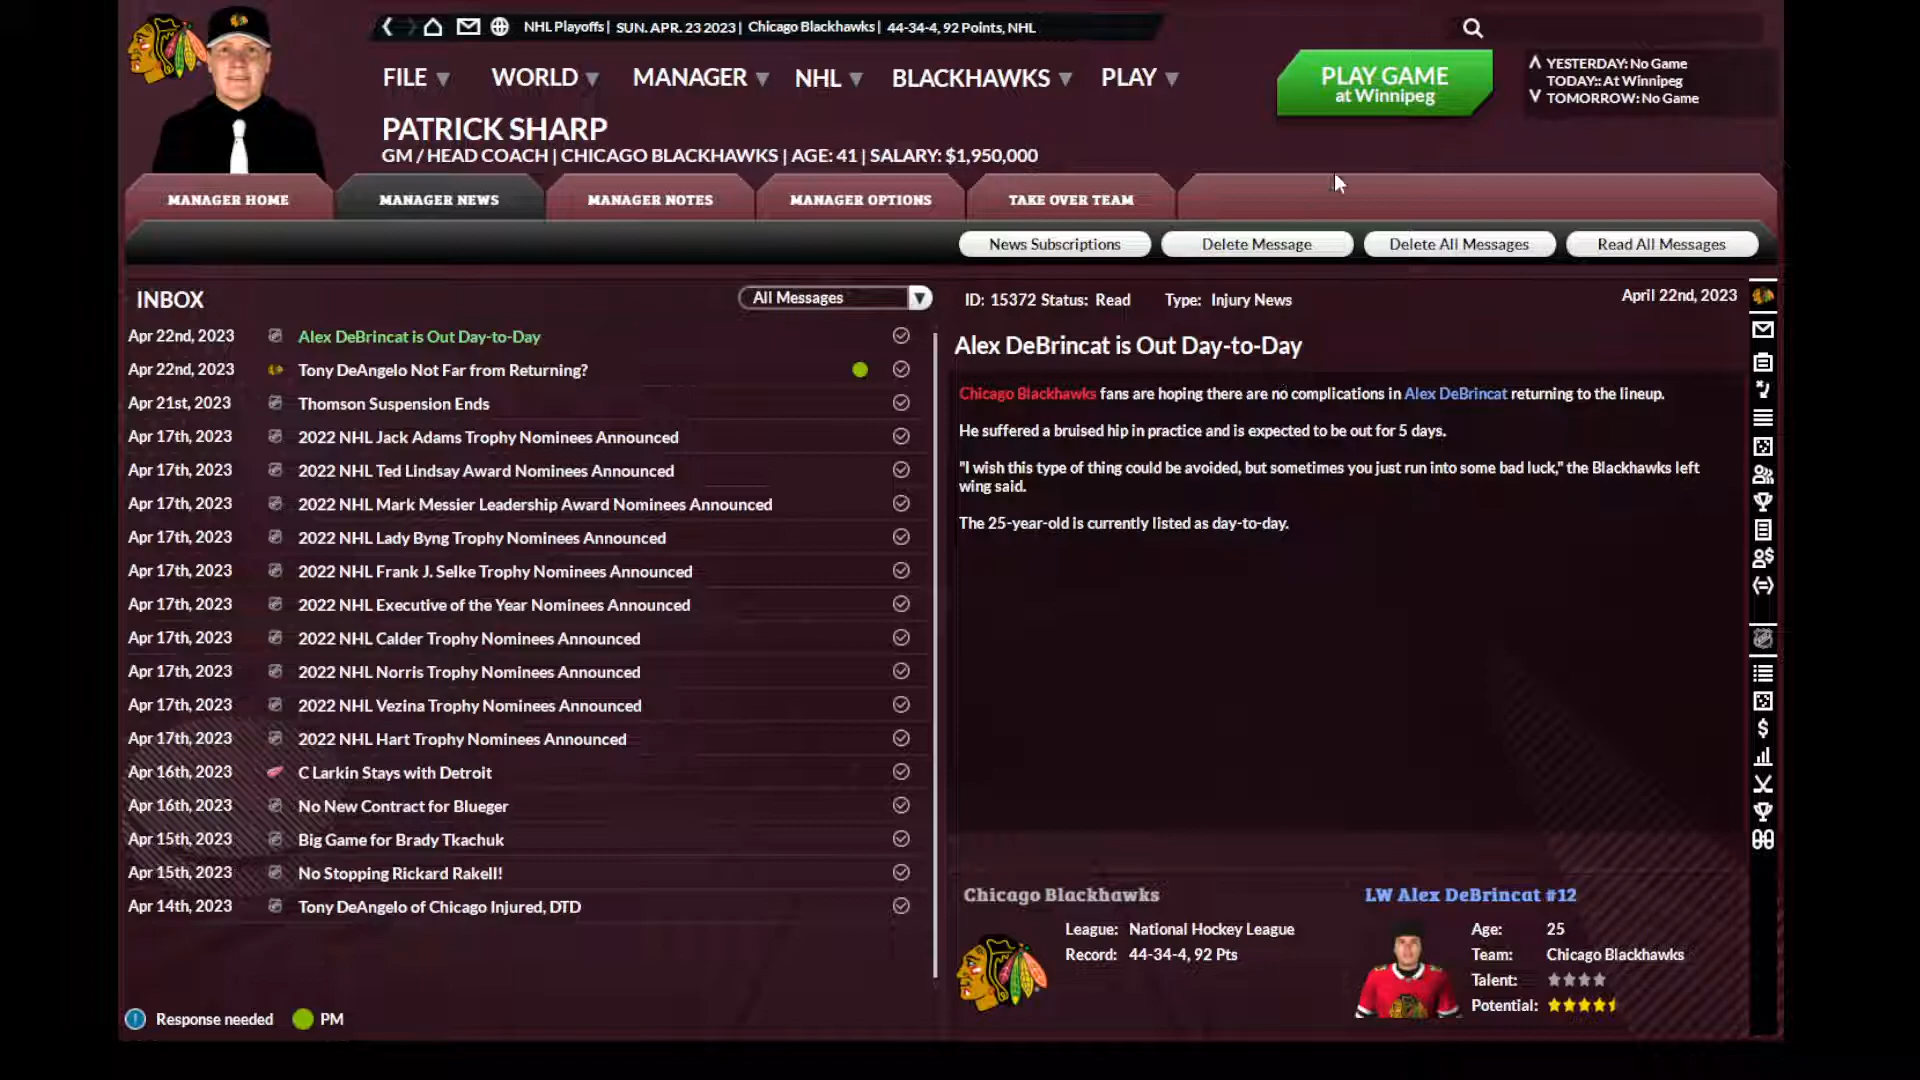 NHL Playoffs | SUN. APR. 23 2023 | Chicago Blackhawks | 44-34-4, 92 Points, NHL
FILE WORLD MANAGER NHL BLACKHAWKS PLAY
PLAY GAME
at Winnipeg
YESTERDAY: No Game
TODAY:: At Winnipeg
TOMORROW: No Game
PATRICK SHARP
GM / HEAD COACH | CHICAGO BLACKHAWKS | AGE: 41 | SALARY: $1,950,000
MANAGER HOME MANAGER NEWS MANAGER NOTES MANAGER OPTIONS TAKE OVER TEAM
News Subscriptions Delete Message Delete All Messages Read All Messages
INBOX All Messages
Apr 22nd, 2023 Alex DeBrincat is Out Day-to-Day
Apr 22nd, 2023 Tony DeAngelo Not Far from Returning?
Apr 21st, 2023 Thomson Suspension Ends
Apr 17th, 2023 2022 NHL Jack Adams Trophy Nominees Announced
Apr 17th, 2023 2022 NHL Ted Lindsay Award Nominees Announced
Apr 17th, 2023 2022 NHL Mark Messier Leadership Award Nominees Announced
Apr 17th, 2023 2022 NHL Lady Byng Trophy Nominees Announced
Apr 17th, 2023 2022 NHL Frank J. Selke Trophy Nominees Announced
Apr 17th, 2023 2022 NHL Executive of the Year Nominees Announced
Apr 17th, 2023 2022 NHL Calder Trophy Nominees Announced
Apr 17th, 2023 2022 NHL Norris Trophy Nominees Announced
Apr 17th, 2023 2022 NHL Vezina Trophy Nominees Announced
Apr 17th, 2023 2022 NHL Hart Trophy Nominees Announced
Apr 16th, 2023 C Larkin Stays with Detroit
Apr 16th, 2023 No New Contract for Blueger
Apr 15th, 2023 Big Game for Brady Tkachuk
Apr 15th, 2023 No Stopping Rickard Rakell!
Apr 14th, 2023 Tony DeAngelo of Chicago Injured, DTD
Response needed PM
ID: 15372 Status: Read Type: Injury News April 22nd, 2023
Alex DeBrincat is Out Day-to-Day
Chicago Blackhawks fans are hoping there are no complications in Alex DeBrincat returning to the lineup.
He suffered a bruised hip in practice and is expected to be out for 5 days.
"I wish this type of thing could be avoided, but sometimes you just run into some bad luck," the Blackhawks left
wing said.
The 25-year-old is currently listed as day-to-day.
Chicago Blackhawks
League: National Hockey League
Record: 44-34-4, 92 Pts
LW Alex DeBrincat #12
Age: 25
Team: Chicago Blackhawks
Talent:
Potential: